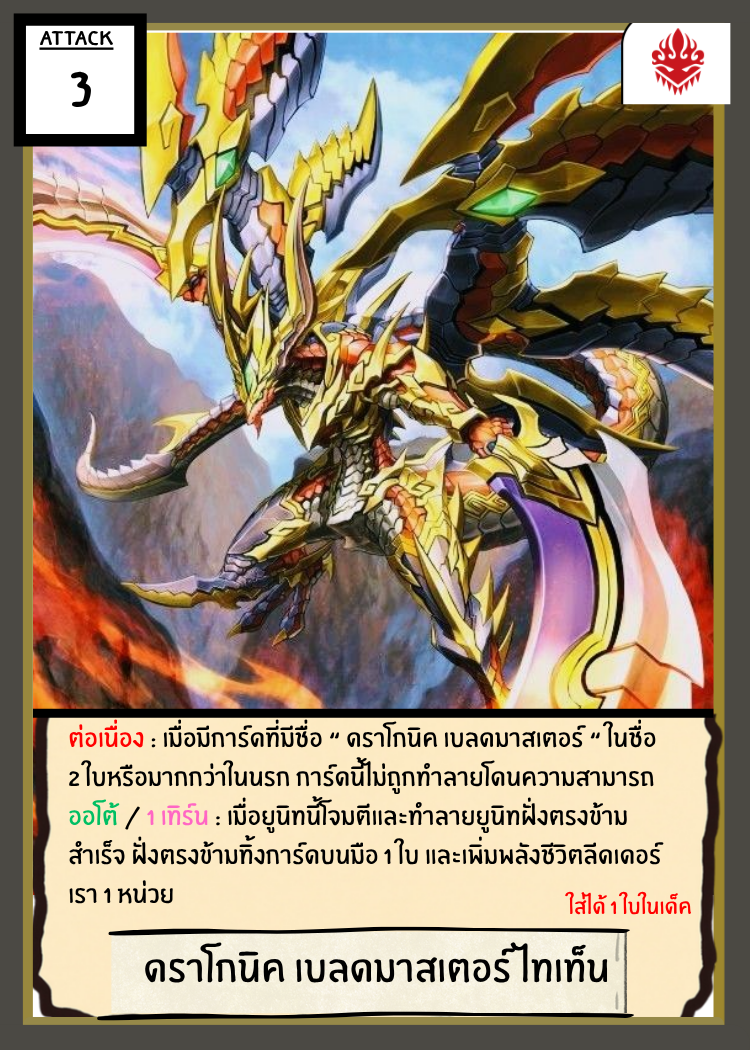 ATTACK
3
ต่อเนื่อง : เมื่อมีการ์ดที่มีชื่อ “ ดราโกนิค เบลดมาสเตอร์ “ ในชื่อ
2 ใบหรือมากกว่าในนรก การ์ดนี้ไม่ถูกทำลายโดนความสามารถ
ออโต้ / 1 เทิร์น : เมื่อยูนิทนี้โจมตีและทำลายยูนิทฝั่งตรงข้าม
สำเร็จ ฝั่งตรงข้ามทิ้งการ์ดบนมือ 1 ใบ และเพิ่มพลังชีวิตลีดเดอร์
เรา 1 หน่วย
ใส่ได้ 1 ใบในเด็ค
ดราโกนิค เบลดมาสเตอร์ ไทเท็น